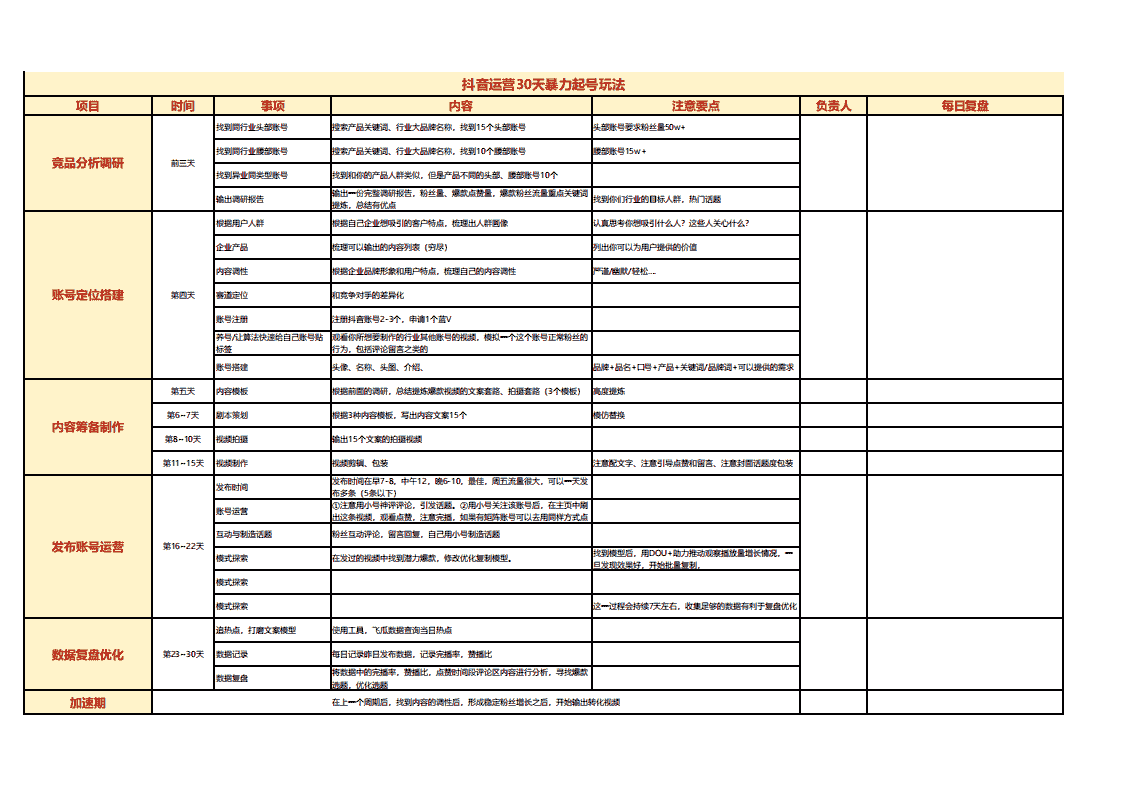 抖音运营30天暴力起号玩法
项目 时间 事项 内容 注意要点 负责人 每日复盘
竞品分析调研 前三天
找到同行业头部账号 搜索产品关键词、行业大品牌名称，找到15个头部账号 头部账号要求粉丝量50w+
找到同行业腰部账号 搜索产品关键词、行业大品牌名称，找到10个腰部账号 腰部账号15w+
找到异业同类型账号 找到和你的产品人群类似，但是产品不同的头部、腰部账号10个
输出调研报告 输出一份完整调研报告，粉丝量、爆款点赞量，爆款粉丝流量重点关键词
提炼，总结有优点 找到你们行业的目标人群，热门话题
账号定位搭建 第四天
根据用户人群 根据自己企业想吸引的客户特点，梳理出人群画像 认真思考你想吸引什么人？这些人关心什么？
企业产品 梳理可以输出的内容列表（穷尽） 列出你可以为用户提供的价值
内容调性 根据企业品牌形象和用户特点，梳理自己的内容调性 严谨/幽默/轻松....
赛道定位 和竞争对手的差异化
账号注册 注册抖音账号2-3个，申请1个蓝V
养号/让算法快速给自己账号贴
标签
观看你所想要制作的行业其他账号的视频，模拟一个这个账号正常粉丝的
行为，包括评论留言之类的
账号搭建 头像、名称、头图、介绍、 品牌+品名+口号+产品+关键词/品牌词+可以提供的需求
内容筹备制作
第五天 内容模板 根据前面的调研，总结提炼爆款视频的文案套路、拍摄套路（3个模板） 高度提炼
第6~7天 剧本策划 根据3种内容模板，写出内容文案15个 模仿替换
第8~10天 视频拍摄 输出15个文案的拍摄视频
第11~15天 视频制作 视频剪辑、包装 注意配文字、注意引导点赞和留言、注意封面话题度包装
发布账号运营 第16~22天
发布时间 发布时间在早7-8，中午12，晚6-10，最佳，周五流量很大，可以一天发
布多条（5条以下）
账号运营 ①注意用小号神评评论，引发话题。②用小号关注该账号后，在主页中刷
出这条视频，观看点赞，注意完播，如果有矩阵账号可以去用同样方式点
互动与制造话题 粉丝互动评论，留言回复，自己用小号制造话题
模式探索 在发过的视频中找到潜力爆款，修改优化复制模型。 找到模型后，用DOU+助力推动观察播放量增长情况，一
旦发现效果好，开始批量复制，
模式探索
模式探索 这一过程会持续7天左右，收集足够的数据有利于复盘优化
数据复盘优化 第23~30天
追热点，打磨文案模型 使用工具，飞瓜数据查询当日热点
数据记录 每日记录昨日发布数据，记录完播率，赞播比
数据复盘 将数据中的完播率，赞播比，点赞时间段评论区内容进行分析，寻找爆款
选题，优化选题
加速期 在上一个周期后，找到内容的调性后，形成稳定粉丝增长之后，开始输出转化视频